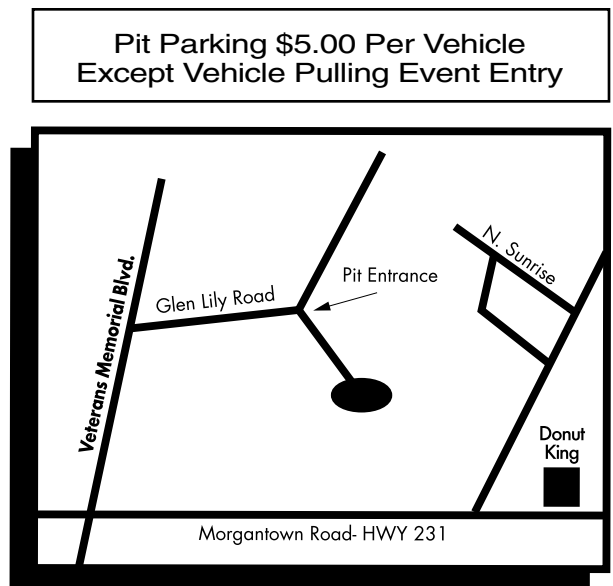 Pit Parking $5.00 Per Vehicle
Except Vehicle Pulling Event Entry
N. Sunrise
Pit Entrance
Glen Lily Road
Veterans Memorial Blvd.
Donut
King
Morgantown Road- HWY 231